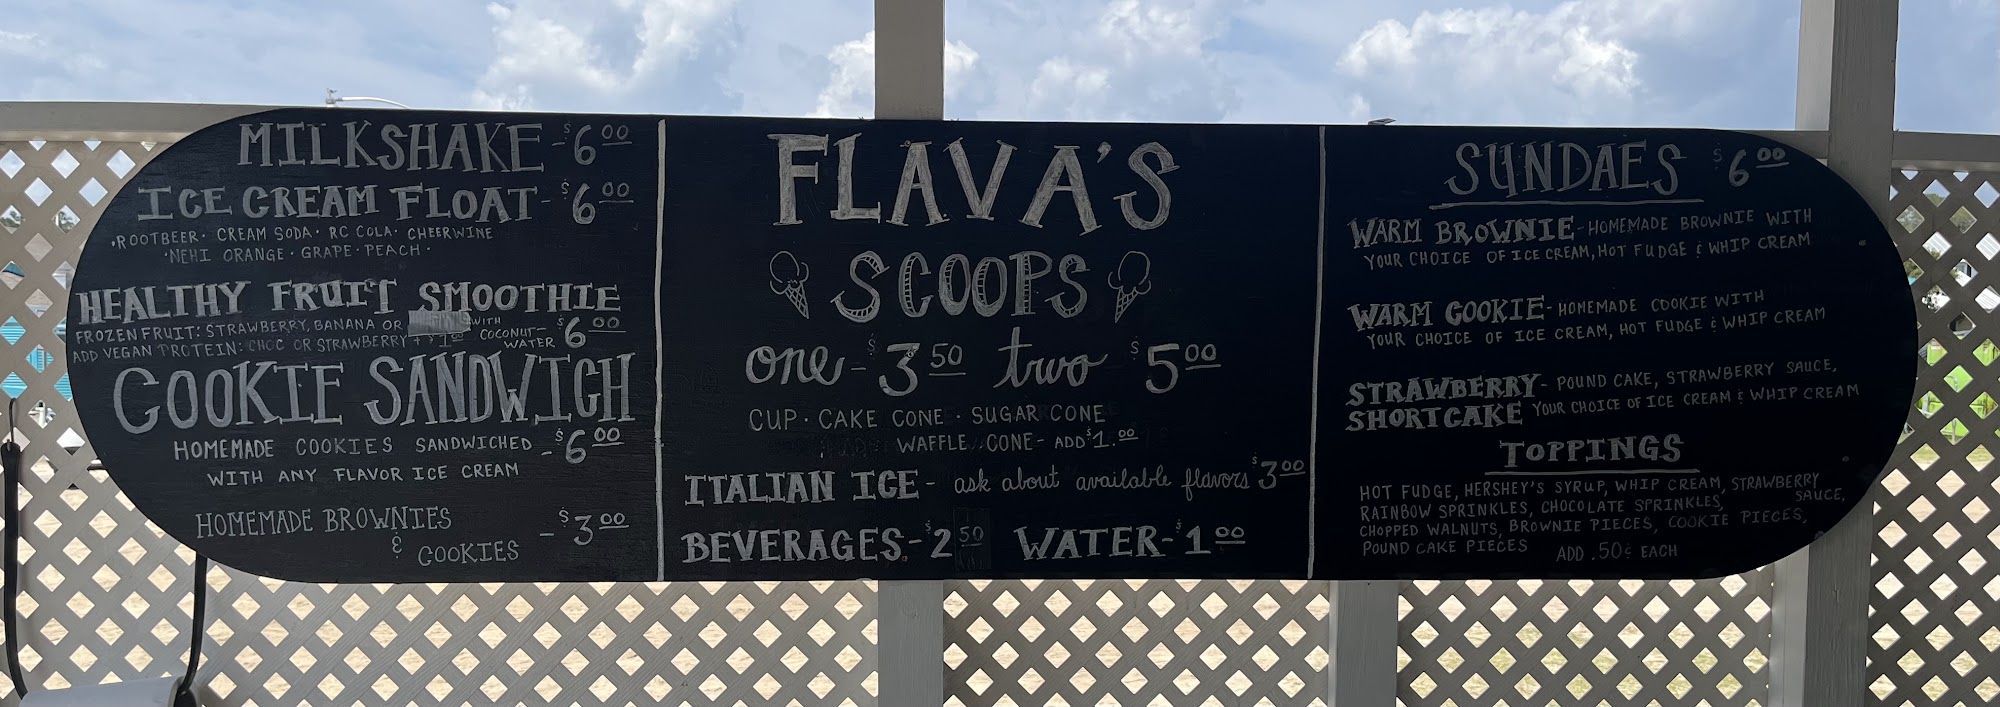 MILKSHAKE - $6.00
ICE CREAM FLOAT - $6.00
·ROOTBEER· CREAM SODA · RC COLA · CHEERWINE
·NEHI ORANGE · GRAPE · PEACH ·
HEALTHY FRUIT SMOOTHIE
FROZEN FRUIT: STRAWBERRY, BANANA OR WITH COCONUT WATER - $6.00
ADD VEGAN PROTEIN: CHOC OR STRAWBERRY
COOKIE SANDWICH
HOMEMADE COOKIES SANDWICHED - $6.00
WITH ANY FLAVOR ICE CREAM
HOMEMADE BROWNIES
& COOKIES - $3.00
FLAVA'S
SCOOPS
one - $3.50 two $5.00
CUP · CAKE CONE · SUGAR CONE
WAFFLE CONE - ADD $1.00
ITALIAN ICE - ask about available flavors $3.00
BEVERAGES - $2.50 WATER - $1.00
SUNDAES $6.00
WARM BROWNIE - HOMEMADE BROWNIE WITH
YOUR CHOICE OF ICE CREAM, HOT FUDGE & WHIP CREAM
WARM COOKIE - HOMEMADE COOKIE WITH
YOUR CHOICE OF ICE CREAM, HOT FUDGE & WHIP CREAM
STRAWBERRY - POUND CAKE, STRAWBERRY SAUCE,
SHORTCAKE YOUR CHOICE OF ICE CREAM & WHIP CREAM
TOPPINGS
HOT FUDGE, HERSHEY'S SYRUP, WHIP CREAM, STRAWBERRY SAUCE,
RAINBOW SPRINKLES, CHOCOLATE SPRINKLES,
CHOPPED WALNUTS, BROWNIE PIECES, COOKIE PIECES,
POUND CAKE PIECES ADD .50¢ EACH